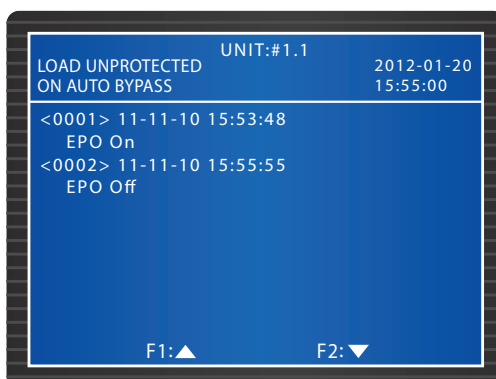 UNIT:#1.1
LOAD UNPROTECTED 2012-01-20
ON AUTO BYPASS 15:55:00
<0001> 11-11-10 15:53:48
EPO On
<0002> 11-11-10 15:55:55
EPO Off
F1:▲ F2:▼